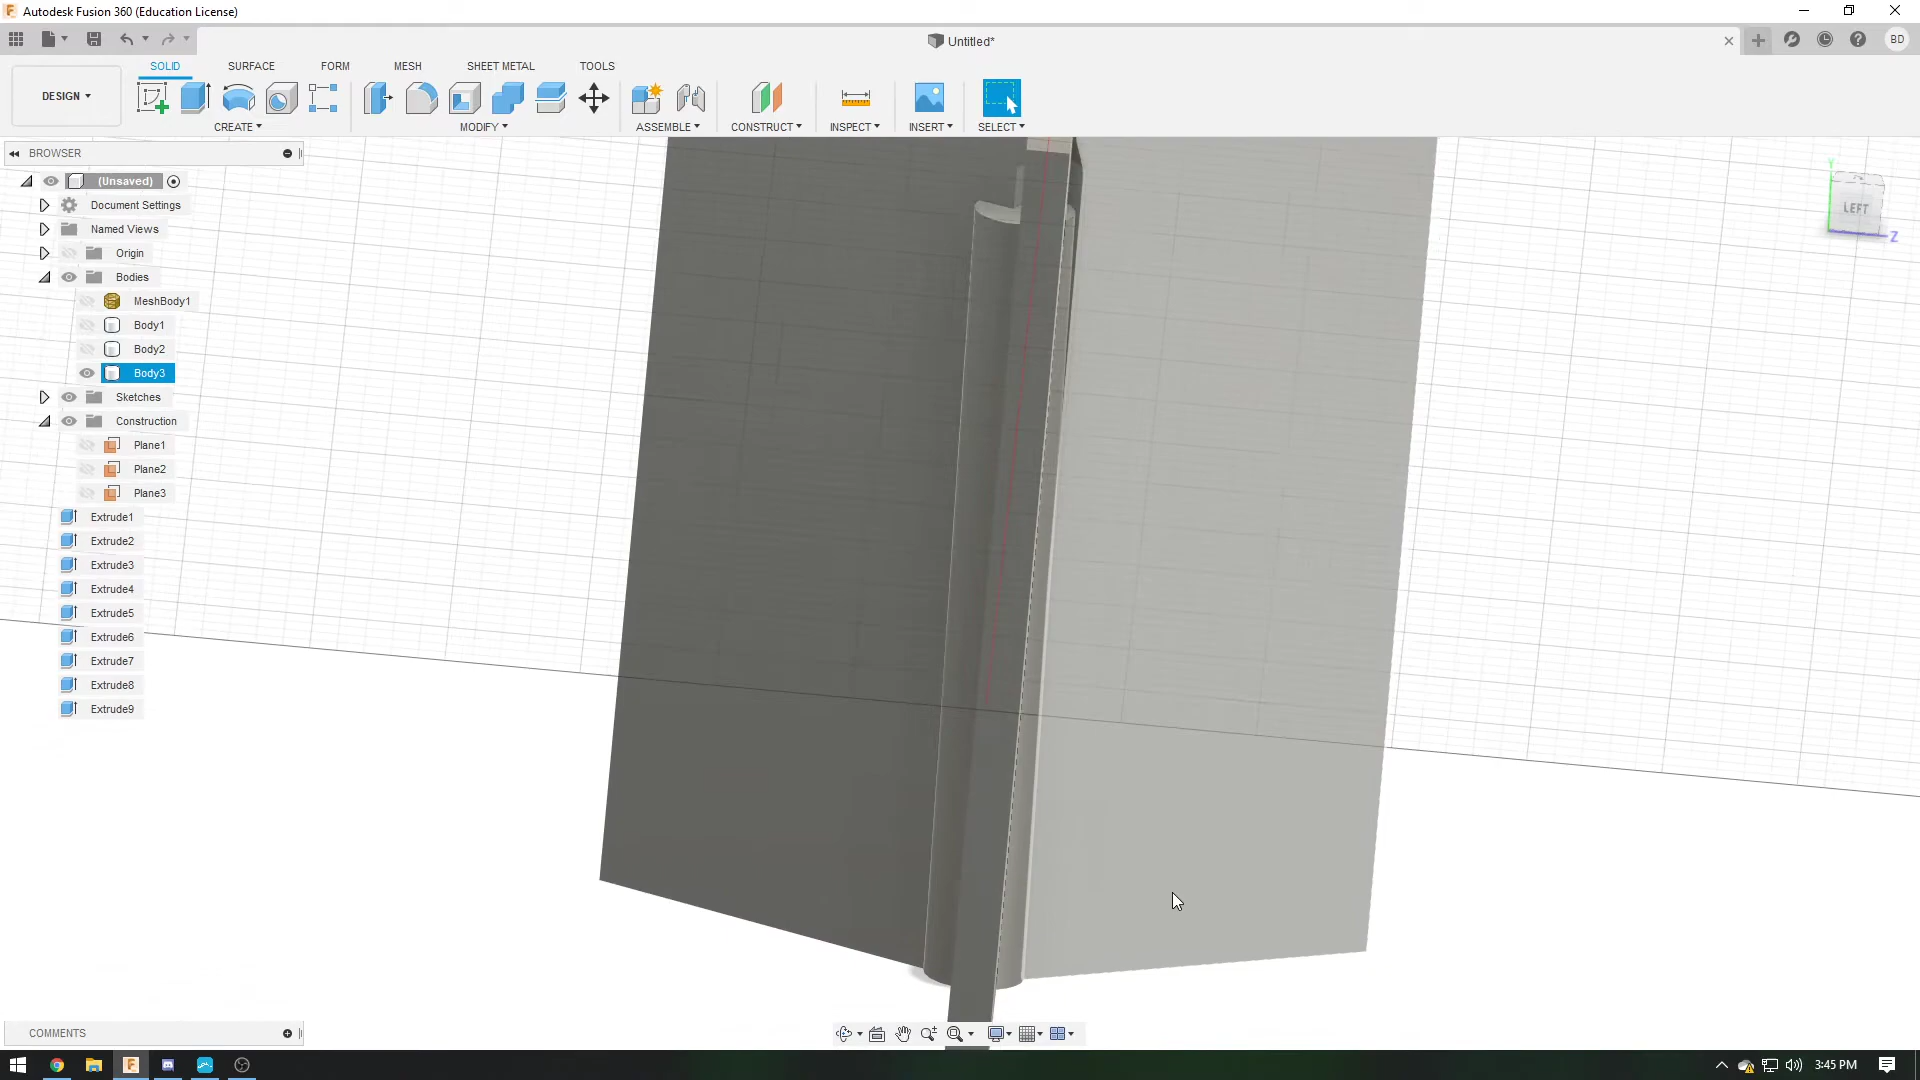 Autodesk Fusion 360 (Education License)
Untitled*
BD
DESIGN
SOLID
SURFACE
FORM
MESH
SHEET METAL
TOOLS
CREATE
MODIFY
ASSEMBLE
CONSTRUCT
INSPECT
INSERT
SELECT
BROWSER
(Unsaved)
Document Settings
Named Views
Origin
Bodies
MeshBody1
Body1
Body2
Body3
Sketches
Construction
Plane1
Plane2
Plane3
Extrude1
Extrude2
Extrude3
Extrude4
Extrude5
Extrude6
Extrude7
Extrude8
Extrude9
Y
LEFT
Z
COMMENTS
3:45 PM